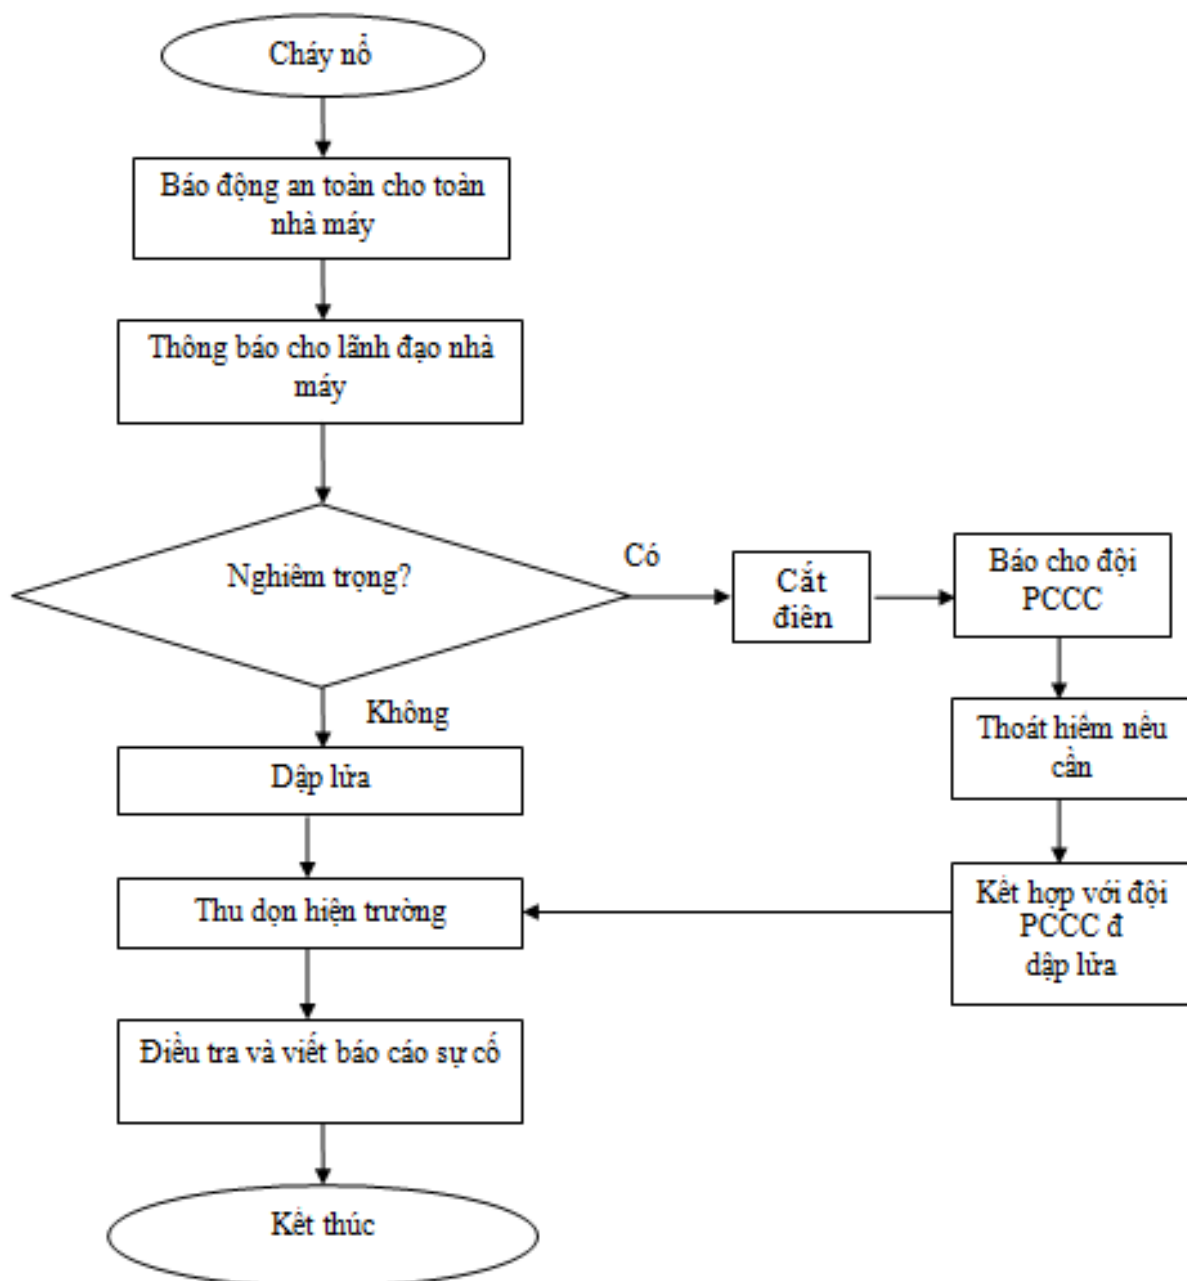 Cháy nổ
Báo động an toàn cho toàn
nhà máy
Thông báo cho lãnh đạo nhà
máy
Nghiêm trọng?
Có
Cắt
điên
Báo cho đội
PCCC
Thoát hiểm nếu
cần
Kết hợp với đội
PCCC đ
dập lửa
Không
Dập lửa
Thu dọn hiện trường
Điều tra và viết báo cáo sự cố
Kết thúc